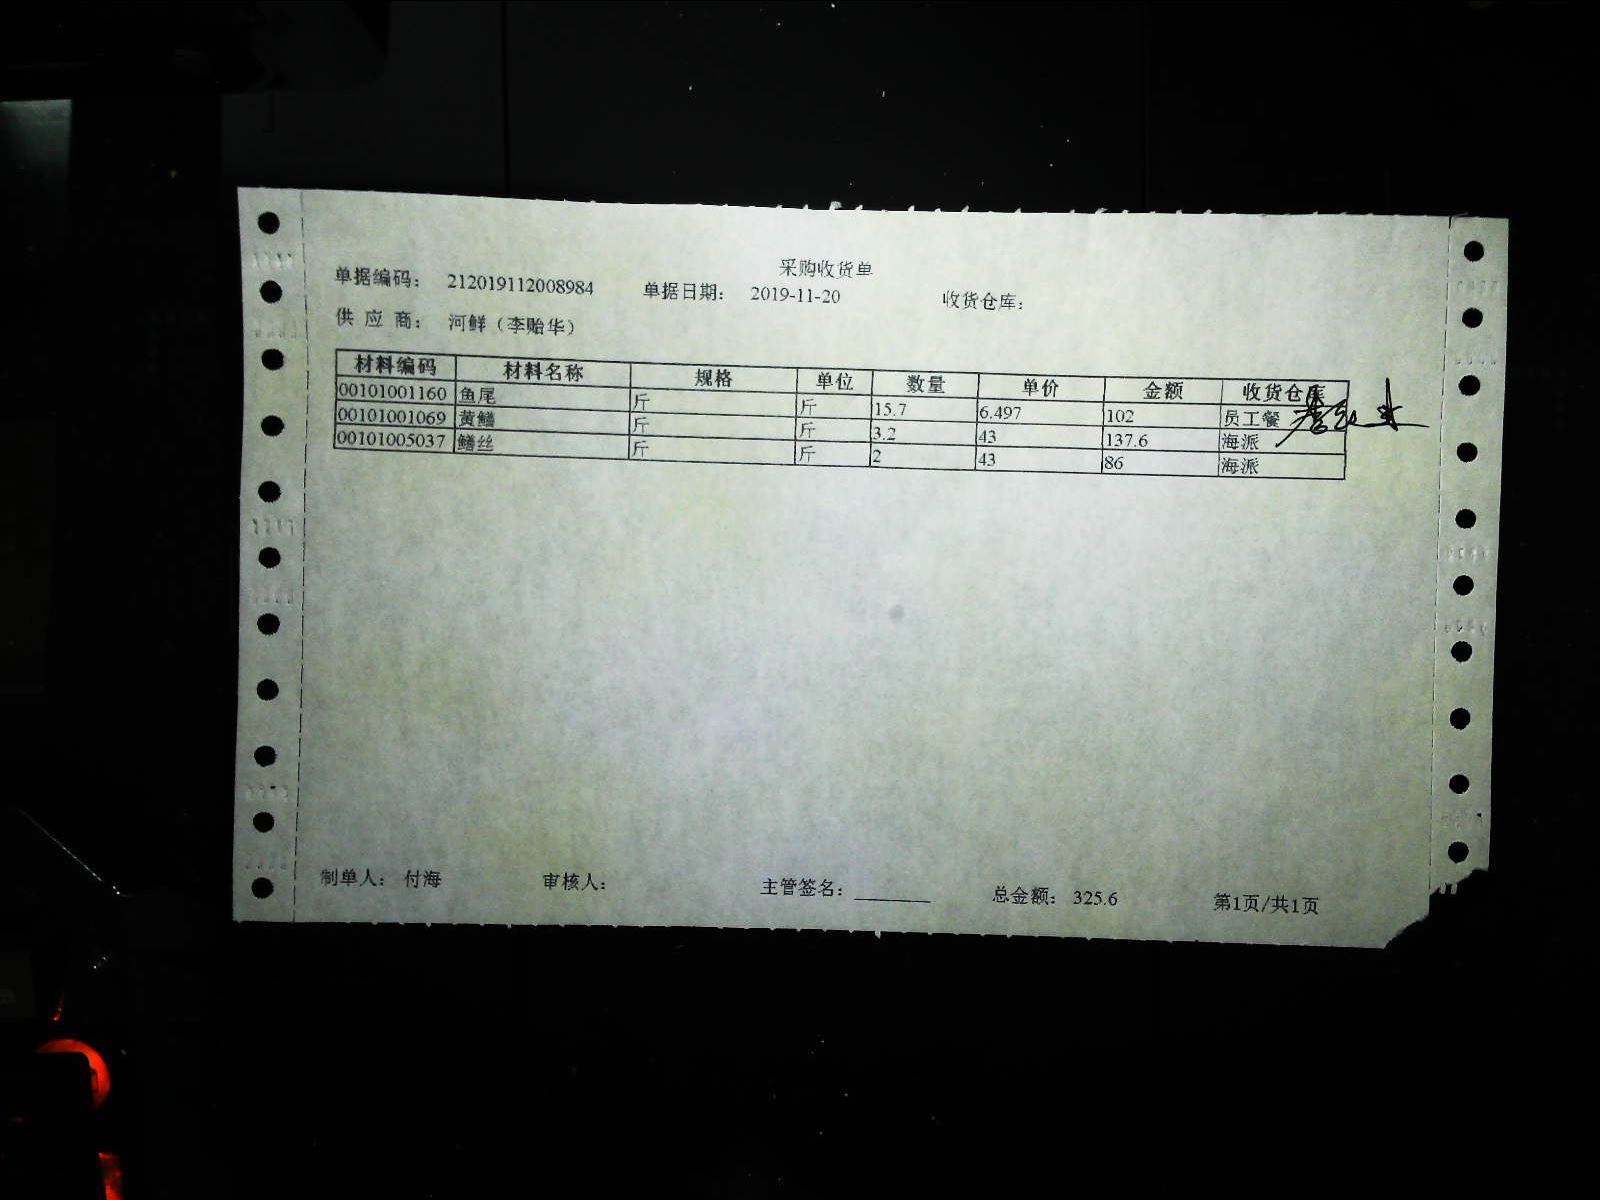 采购收货单
单据编码： 212019112008984 单据日期： 2019-11-20 收货仓库：
供 应 商： 河鲜（李贻华）
材料编码 材料名称 规格 单位 数量 单价 金额 收货仓库
00101001160 鱼尾 斤 斤 15.7 6.497 102 员工餐
00101001069 黄鳝 斤 斤 3.2 43 137.6 海派
00101005037 鳝丝 斤 斤 2 43 86 海派
制单人： 付海 审核人： 主管签名： 总金额： 325.6 第1页/共1页